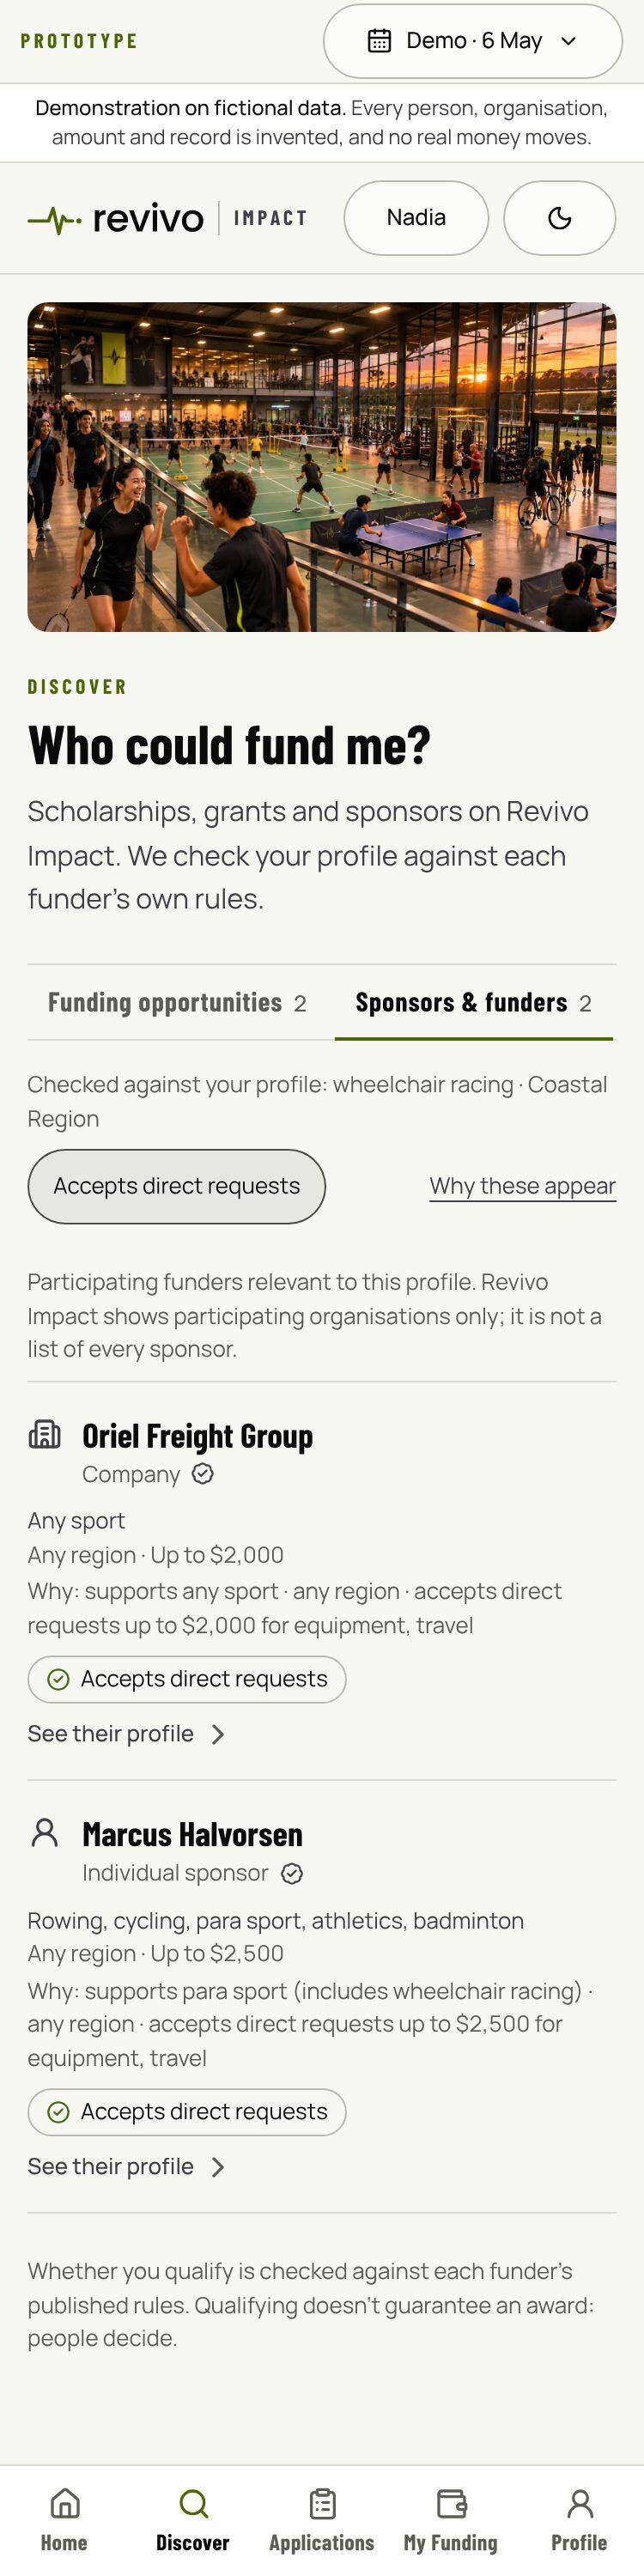 PROTOTYPE
Demo · 6 May
Demonstration on fictional data. Every person, organisation,
amount and record is invented, and no real money moves.
revivo
IMPACT
Nadia
DISCOVER
Who could fund me?
Scholarships, grants and sponsors on Revivo
Impact. We check your profile against each
funder’s own rules.
Funding opportunities 2
Sponsors & funders 2
Checked against your profile: wheelchair racing · Coastal
Region
Accepts direct requests
Why these appear
Participating funders relevant to this profile. Revivo
Impact shows participating organisations only; it is not a
list of every sponsor.
Oriel Freight Group
Company
Any sport
Any region · Up to $2,000
Why: supports any sport · any region · accepts direct
requests up to $2,000 for equipment, travel
Accepts direct requests
See their profile
Marcus Halvorsen
Individual sponsor
Rowing, cycling, para sport, athletics, badminton
Any region · Up to $2,500
Why: supports para sport (includes wheelchair racing) ·
any region · accepts direct requests up to $2,500 for
equipment, travel
Accepts direct requests
See their profile
Whether you qualify is checked against each funder’s
published rules. Qualifying doesn’t guarantee an award:
people decide.
Home
Discover
Applications
My Funding
Profile